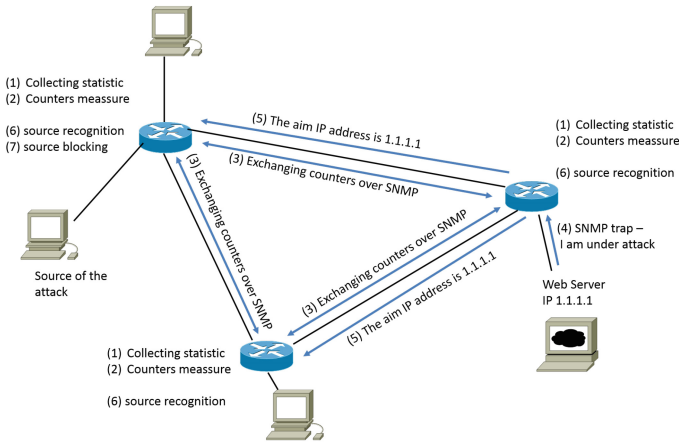 (1) Collecting statistic
(2) Counters meassure
(6) source recognition
(7) source blocking
(5) The aim IP address is 1.1.1.1
(3) Exchanging counters over SNMP
(1) Collecting statistic
(2) Counters meassure
(6) source recognition
(3) Exchanging counters over SNMP
(3) Exchanging counters over SNMP
(5) The aim IP address is 1.1.1.1
(4) SNMP trap –
I am under attack
Source of the
attack
Web Server
IP 1.1.1.1
(1) Collecting statistic
(2) Counters meassure
(6) source recognition